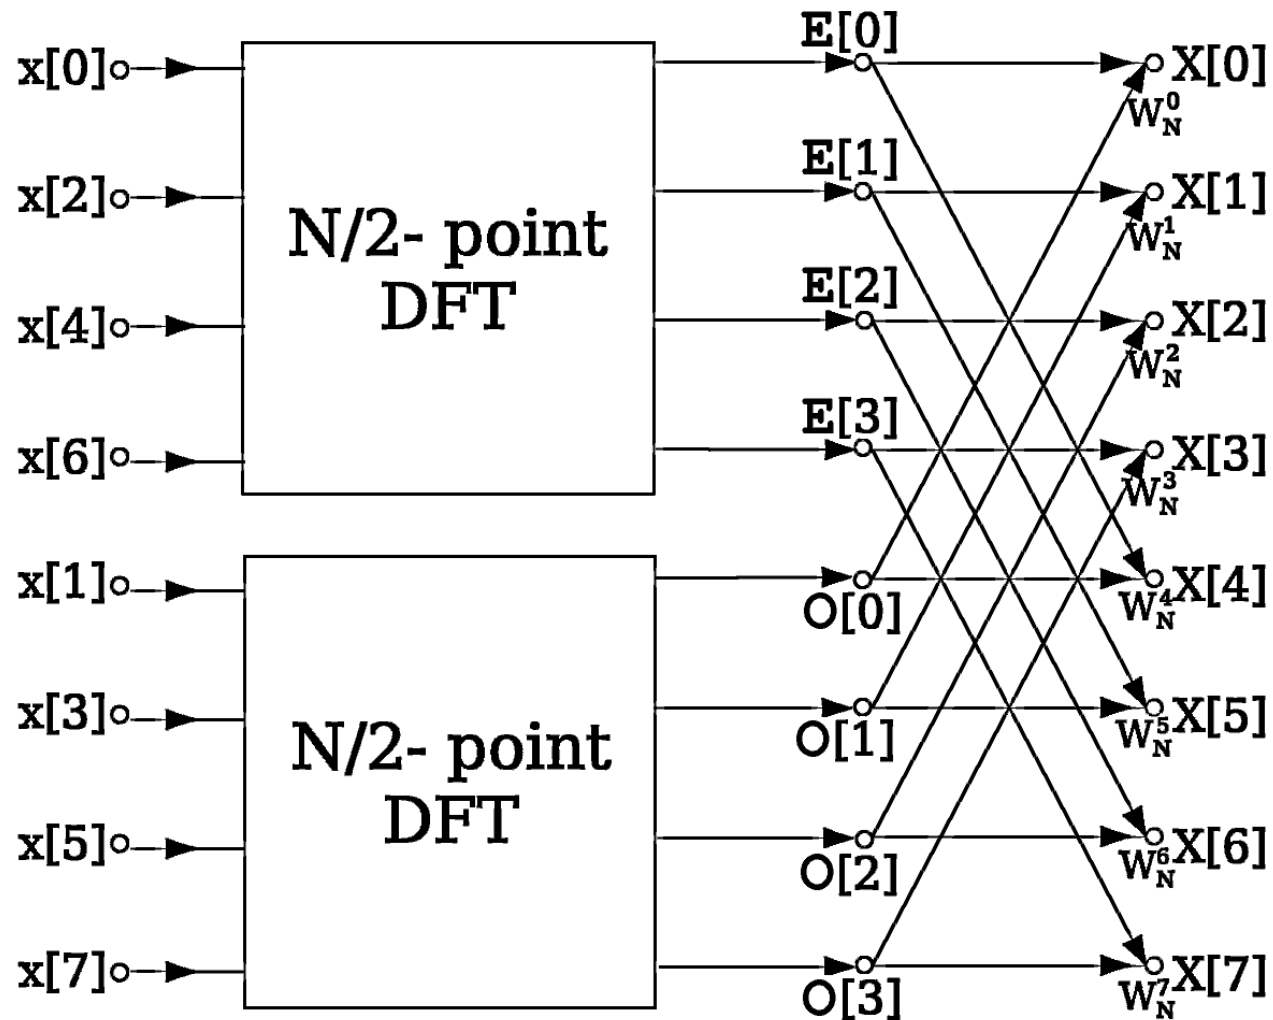 x[0]
x[2]
x[4]
x[6]
x[1]
x[3]
x[5]
x[7]
N/2- point
DFT
N/2- point
DFT
E[0]
E[1]
E[2]
E[3]
O[0]
O[1]
O[2]
O[3]
X[0]
W_N^0
X[1]
W_N^1
X[2]
W_N^2
X[3]
W_N^3
W_N^4 X[4]
W_N^5 X[5]
W_N^6 X[6]
W_N^7 X[7]